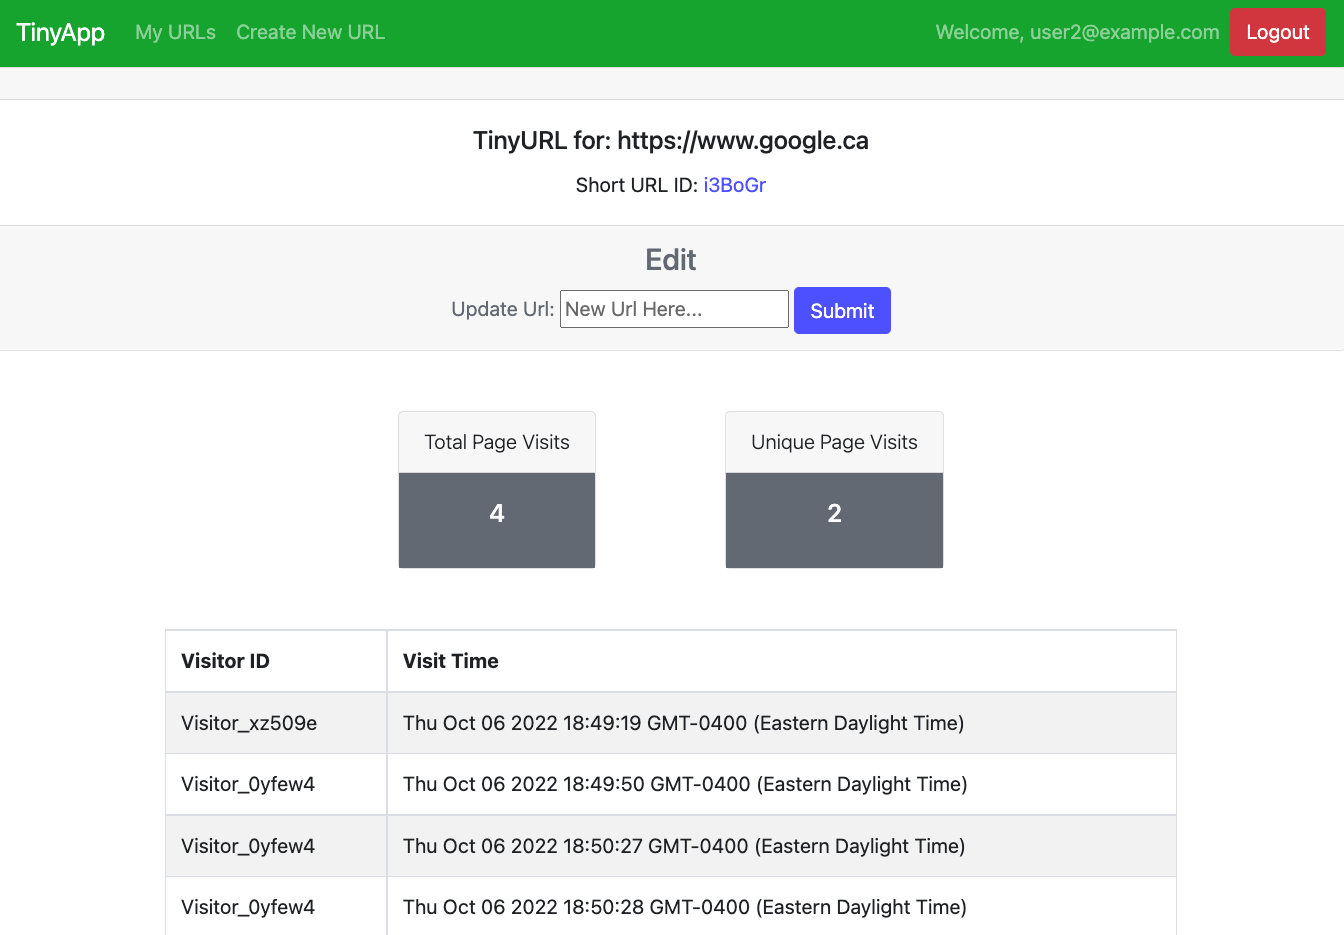 TinyApp My URLs Create New URL Welcome, user2@example.com Logout
TinyURL for: https://www.google.ca
Short URL ID: i3BoGr
Edit
Update Url: New Url Here... Submit
Total Page Visits Unique Page Visits
4 2
Visitor ID Visit Time
Visitor_xz509e Thu Oct 06 2022 18:49:19 GMT-0400 (Eastern Daylight Time)
Visitor_0yfew4 Thu Oct 06 2022 18:49:50 GMT-0400 (Eastern Daylight Time)
Visitor_0yfew4 Thu Oct 06 2022 18:50:27 GMT-0400 (Eastern Daylight Time)
Visitor_0yfew4 Thu Oct 06 2022 18:50:28 GMT-0400 (Eastern Daylight Time)